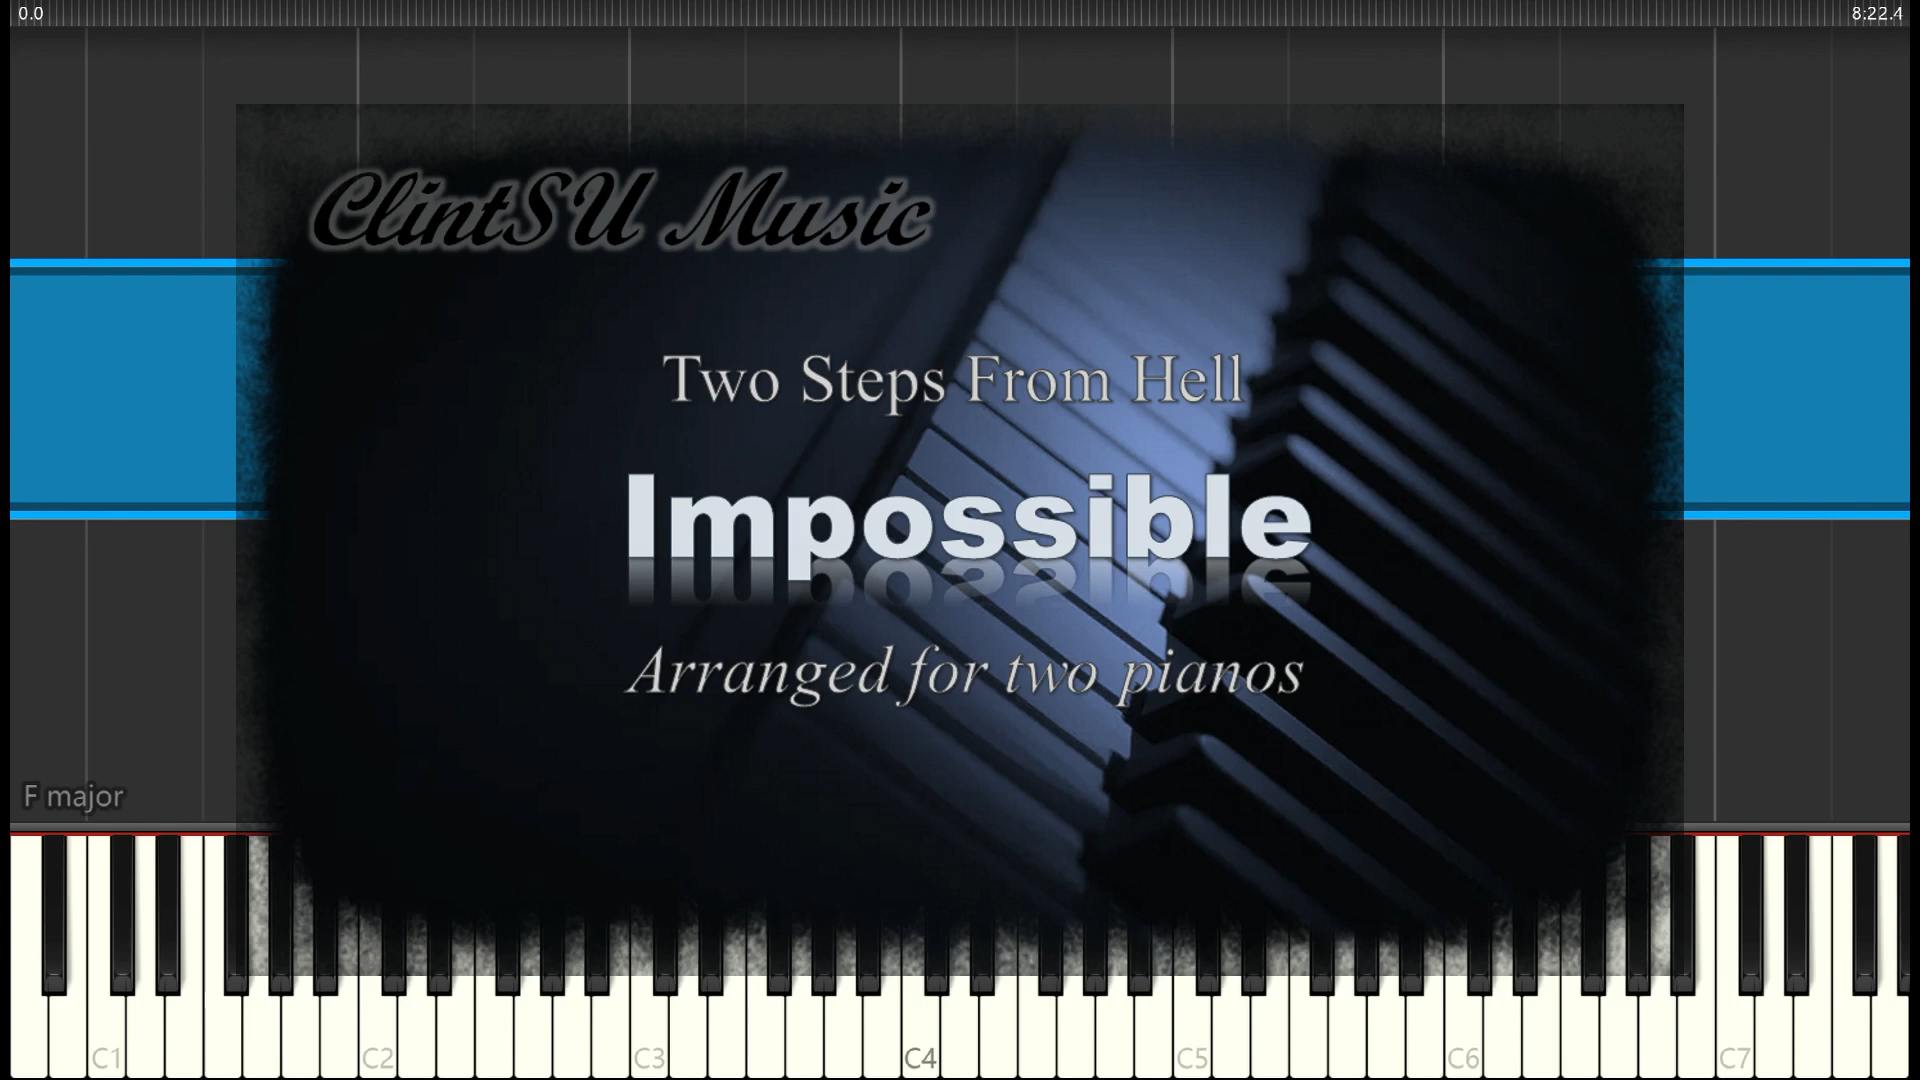 0.0
8:22.4
ClintSU Music
Two Steps From Hell
Impossible
Arranged for two pianos
F major
C1 C2 C3 C4 C5 C6 C7